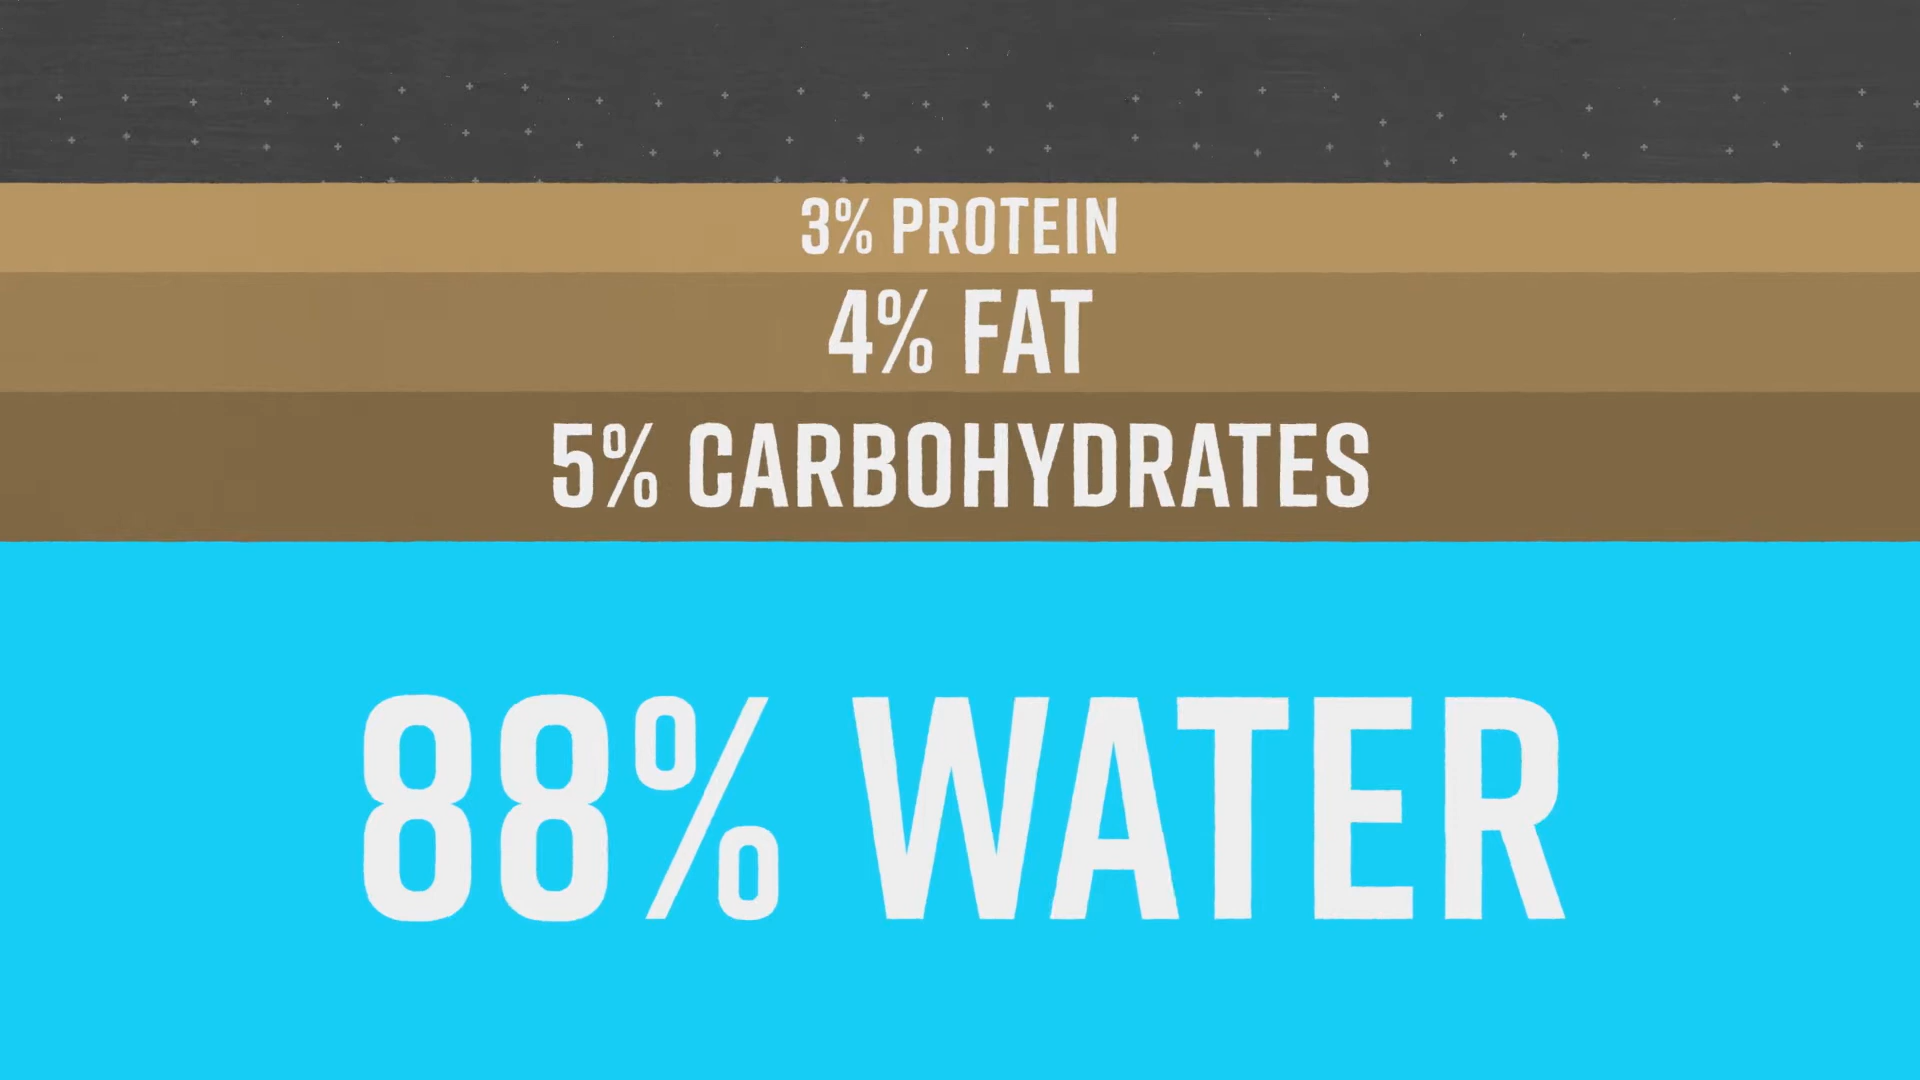 3% PROTEIN
4% FAT
5% CARBOHYDRATES
88% WATER